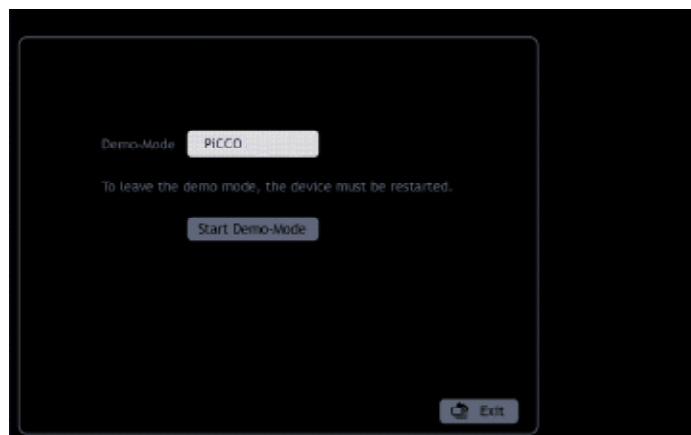 Demo-Mode PiCCO
To leave the demo mode, the device must be restarted.
Start Demo-Mode
Exit